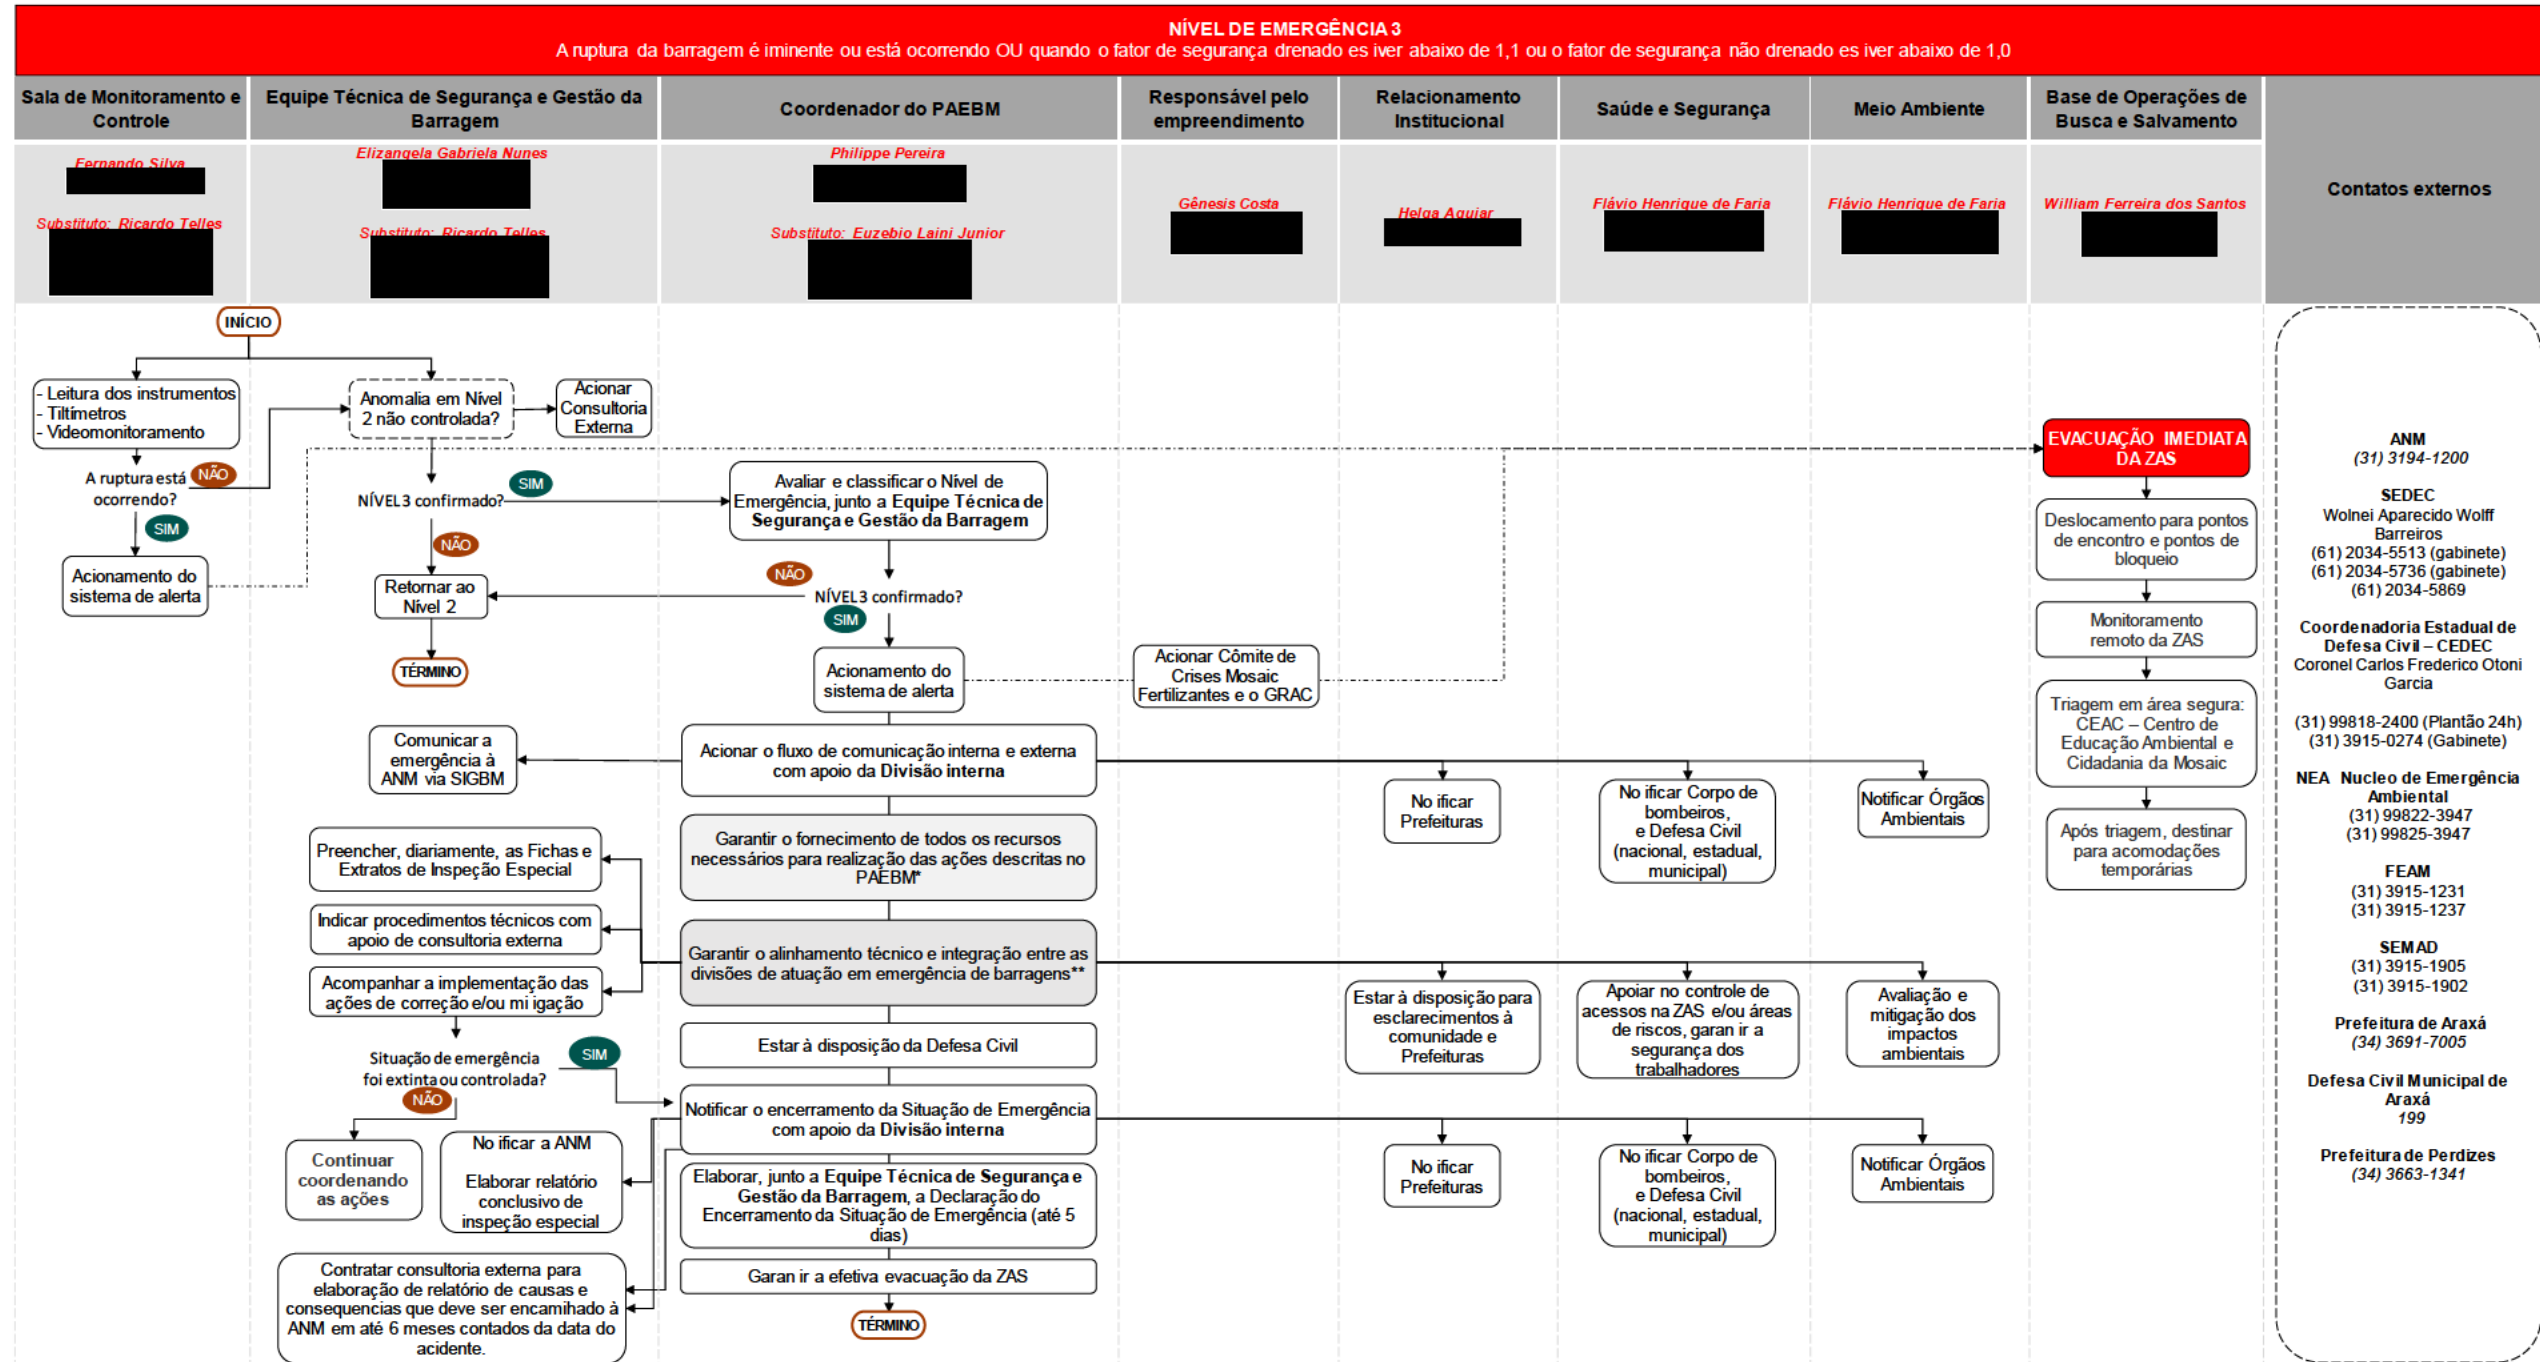 NÍVEL DE EMERGÊNCIA 3
A ruptura da barragem é iminente ou está ocorrendo OU quando o fator de segurança drenado es iver abaixo de 1,1 ou o fator de segurança não drenado es iver abaixo de 1,0
Sala de Monitoramento e
Controle
Equipe Técnica de Segurança e Gestão da
Barragem
Coordenador do PAEBM
Responsável pelo
empreendimento
Relacionamento
Institucional
Saúde e Segurança
Meio Ambiente
Base de Operações de
Busca e Salvamento
Contatos externos
Fernando Silva
Substituto: Ricardo Telles
Elizangela Gabriela Nunes
Substituto: Ricardo Telles
Philippe Pereira
Substituto: Euzebio Laini Junior
Gênesis Costa
Helga Aguiar
Flávio Henrique de Faria
Flávio Henrique de Faria
William Ferreira dos Santos
INÍCIO
- Leitura dos instrumentos
- Tiltímetros
- Videomonitoramento
A ruptura está
ocorrendo?
NÃO
SIM
Acionamento do
sistema de alerta
Anomalia em Nível
2 não controlada?
Acionar
Consultoria
Externa
NÍVEL 3 confirmado?
SIM
NÃO
Retornar ao
Nível 2
TÉRMINO
Avaliar e classificar o Nível de
Emergência, junto a Equipe Técnica de
Segurança e Gestão da Barragem
NÃO
NÍVEL 3 confirmado?
SIM
Acionamento do
sistema de alerta
Acionar Cômite de
Crises Mosaic
Fertilizantes e o GRAC
EVACUAÇÃO IMEDIATA
DA ZAS
Deslocamento para pontos
de encontro e pontos de
bloqueio
Monitoramento
remoto da ZAS
Triagem em área segura:
CEAC – Centro de
Educação Ambiental e
Cidadania da Mosaic
Após triagem, destinar
para acomodações
temporárias
Comunicar a
emergência à
ANM via SIGBM
Acionar o fluxo de comunicação interna e externa
com apoio da Divisão interna
No ificar
Prefeituras
No ificar Corpo de
bombeiros,
e Defesa Civil
(nacional, estadual,
municipal)
Notificar Órgãos
Ambientais
Garantir o fornecimento de todos os recursos
necessários para realização das ações descritas no
PAEBM*
Preencher, diariamente, as Fichas e
Extratos de Inspeção Especial
Indicar procedimentos técnicos com
apoio de consultoria externa
Acompanhar a implementação das
ações de correção e/ou mi igação
Garantir o alinhamento técnico e integração entre as
divisões de atuação em emergência de barragens**
Estar à disposição para
esclarecimentos à
comunidade e
Prefeituras
Apoiar no controle de
acessos na ZAS e/ou áreas
de riscos, garan ir a
segurança dos
trabalhadores
Avaliação e
mitigação dos
impactos
ambientais
Estar à disposição da Defesa Civil
Situação de emergência
foi extinta ou controlada?
SIM
NÃO
Continuar
coordenando
as ações
No ificar a ANM
Elaborar relatório
conclusivo de
inspeção especial
Notificar o encerramento da Situação de Emergência
com apoio da Divisão interna
No ificar
Prefeituras
No ificar Corpo de
bombeiros,
e Defesa Civil
(nacional, estadual,
municipal)
Notificar Órgãos
Ambientais
Elaborar, junto a Equipe Técnica de Segurança e
Gestão da Barragem, a Declaração do
Encerramento da Situação de Emergência (até 5
dias)
Contratar consultoria externa para
elaboração de relatório de causas e
consequencias que deve ser encamihado à
ANM em até 6 meses contados da data do
acidente.
Garan ir a efetiva evacuação da ZAS
TÉRMINO
ANM
(31) 3194-1200
SEDEC
Wolnei Aparecido Wolff
Barreiros
(61) 2034-5513 (gabinete)
(61) 2034-5736 (gabinete)
(61) 2034-5869
Coordenadoria Estadual de
Defesa Civil – CEDEC
Coronel Carlos Frederico Otoni
Garcia
(31) 99818-2400 (Plantão 24h)
(31) 3915-0274 (Gabinete)
NEA Nucleo de Emergência
Ambiental
(31) 99822-3947
(31) 99825-3947
FEAM
(31) 3915-1231
(31) 3915-1237
SEMAD
(31) 3915-1905
(31) 3915-1902
Prefeitura de Araxá
(34) 3691-7005
Defesa Civil Municipal de
Araxá
199
Prefeitura de Perdizes
(34) 3663-1341